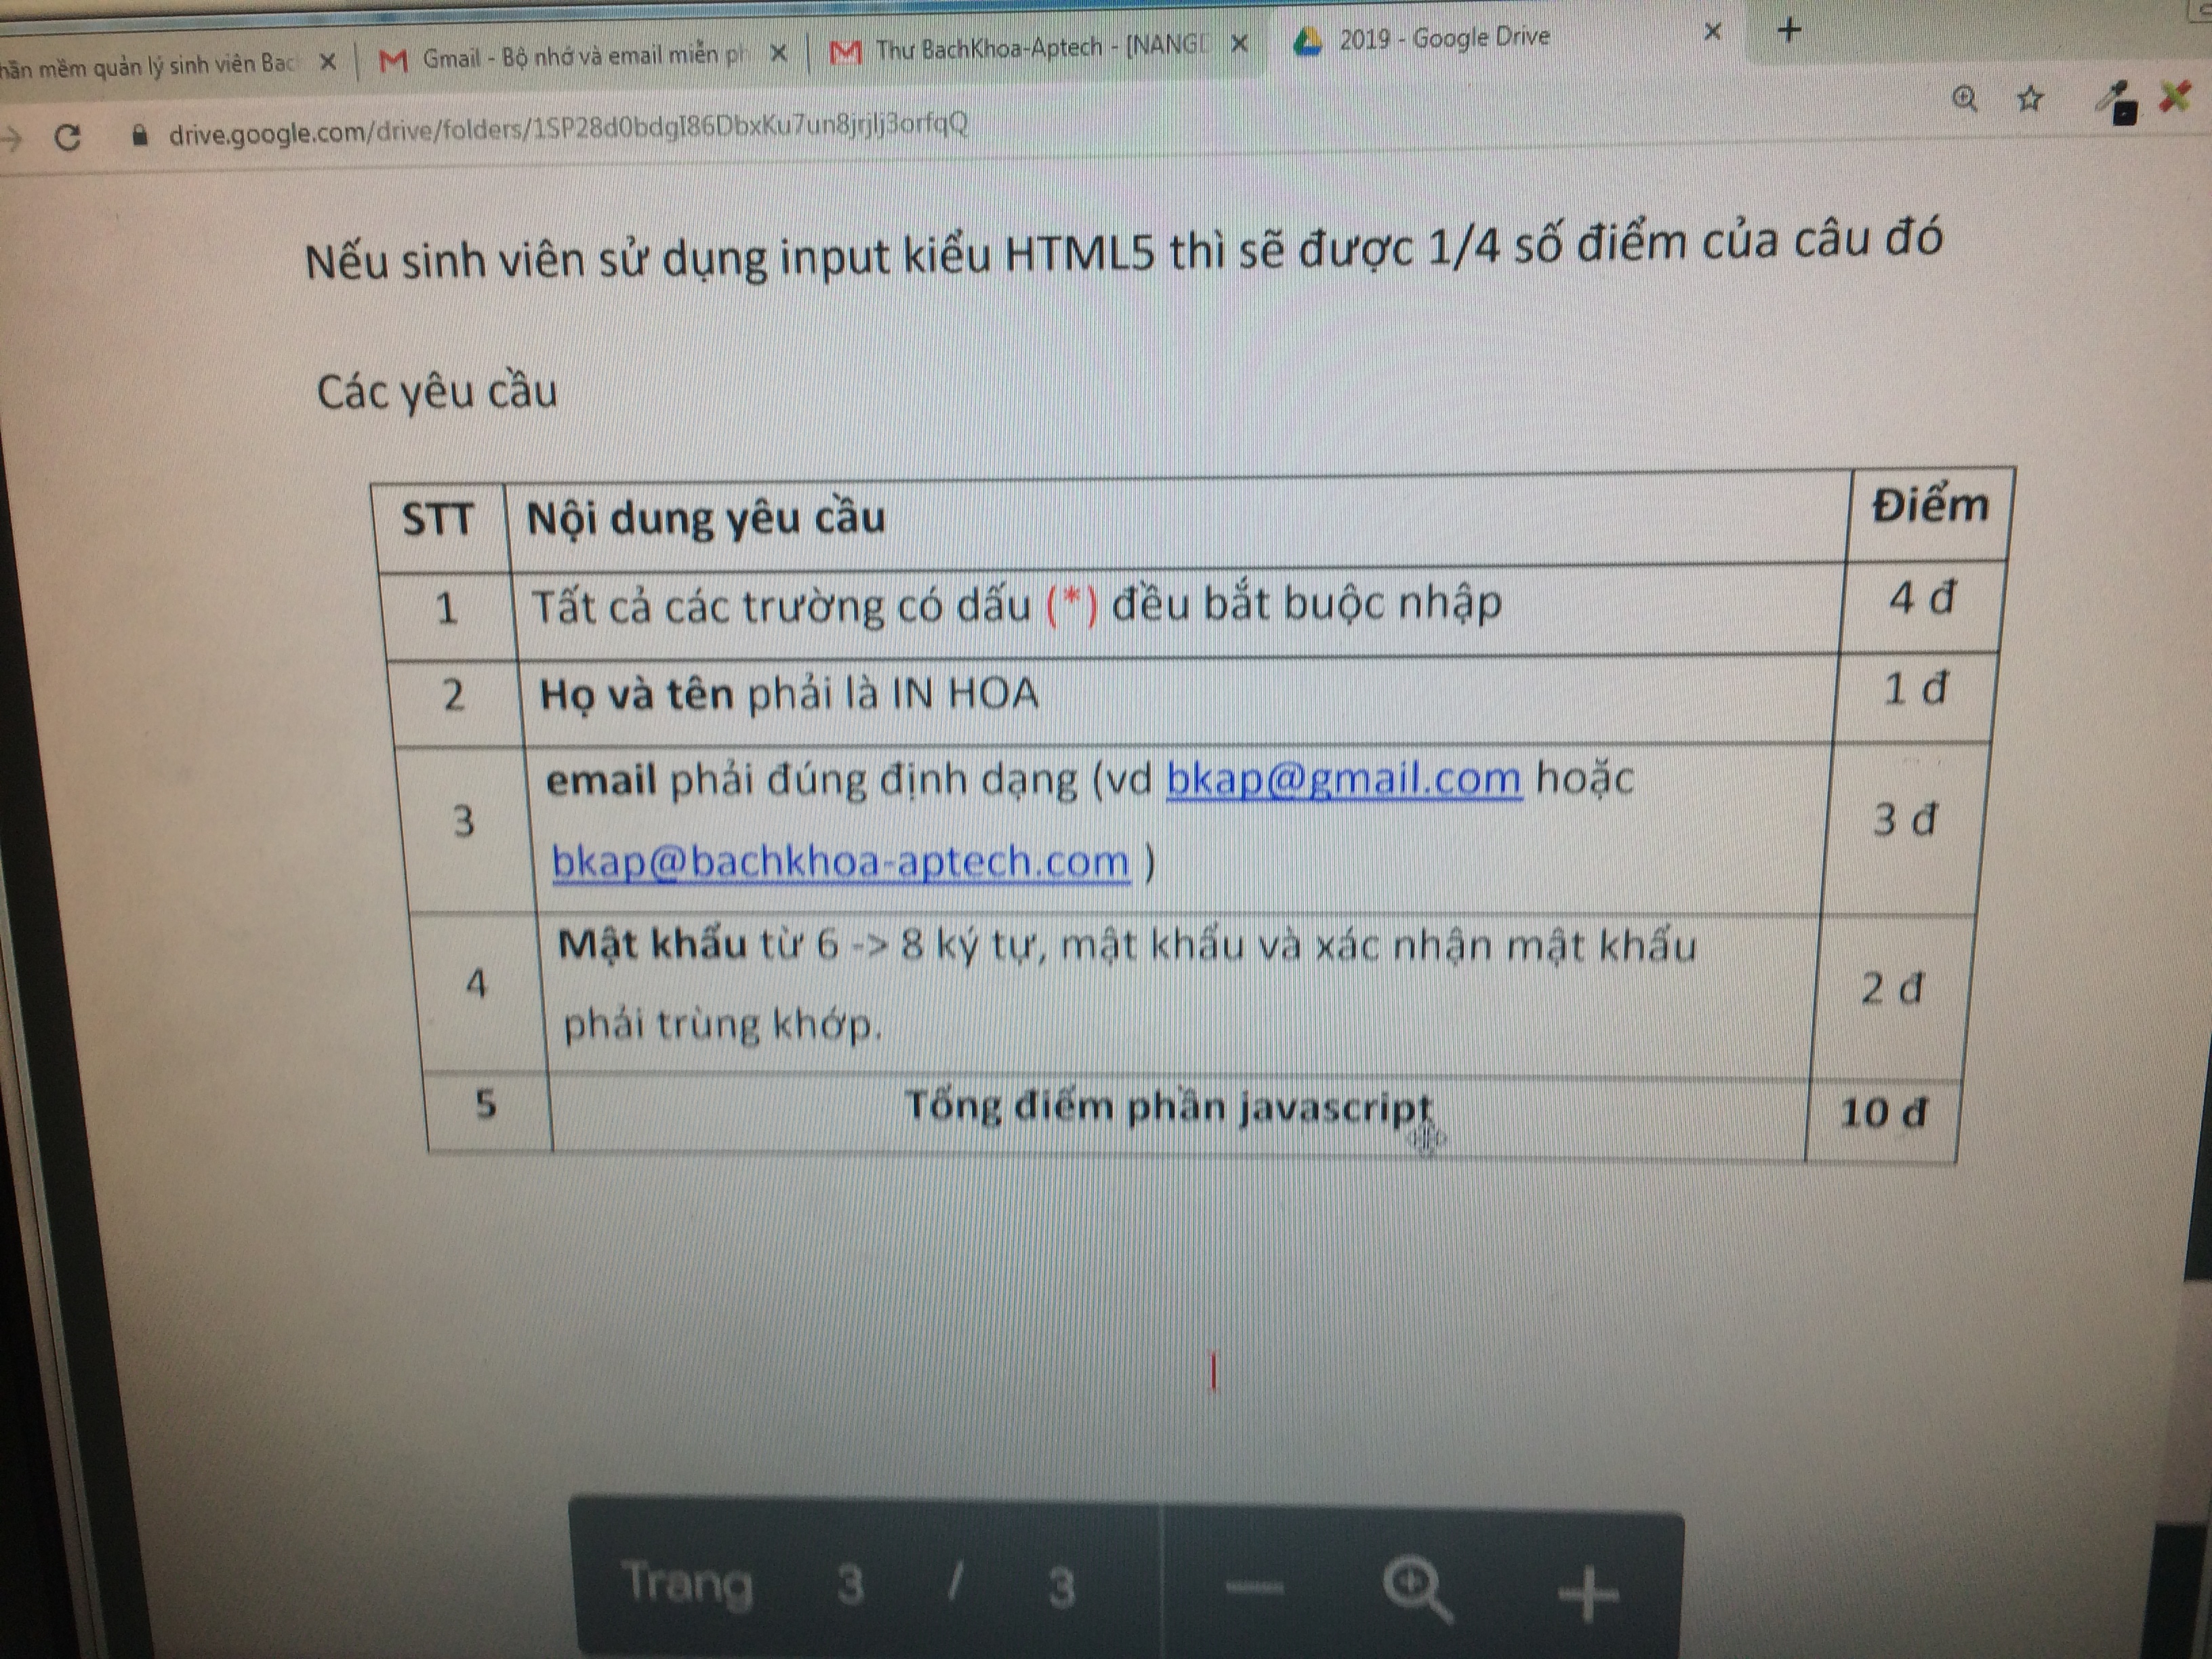 mềm quản lý sinh viên Bac
Gmail - Bộ nhớ và email miễn ph
Thư BachKhoa-Aptech - [NANG
2019 - Google Drive
drive.google.com/drive/folders/1SP28d0bdgI86DbxKu7un8jrjlj3orfqQ
Nếu sinh viên sử dụng input kiểu HTML5 thì sẽ được 1/4 số điểm của câu đó
Các yêu cầu
STT Nội dung yêu cầu Điểm
1 Tất cả các trường có dấu (*) đều bắt buộc nhập 4 đ
2 Họ và tên phải là IN HOA 1 đ
3 email phải đúng định dạng (vd bkap@gmail.com hoặc
bkap@bachkhoa-aptech.com ) 3 đ
4 Mật khẩu từ 6 -> 8 ký tự, mật khẩu và xác nhận mật khẩu
phải trùng khớp. 2 đ
5 Tổng điểm phần javascript 10 đ
Trang 3 / 3